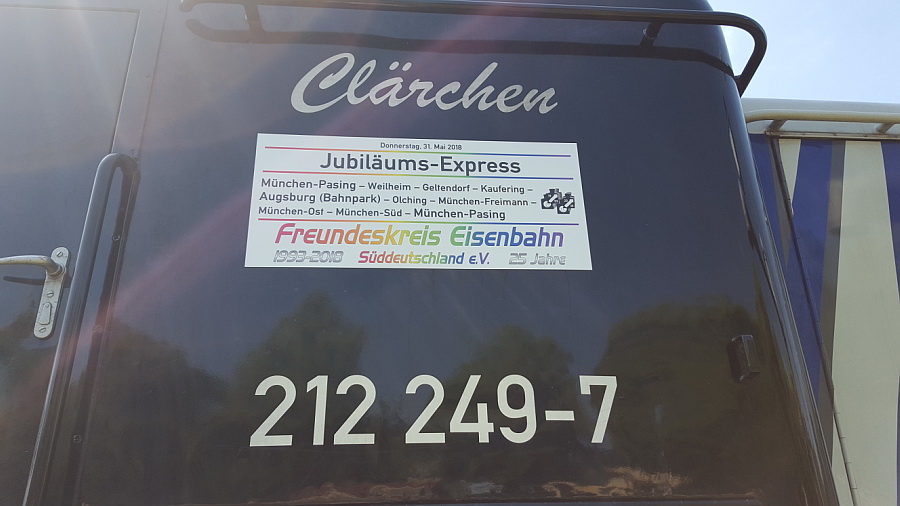 Clärchen
Donnerstag, 31. Mai 2018
Jubiläums-Express
München-Pasing – Weilheim – Geltendorf – Kaufering –
Augsburg (Bahnpark) – Olching – München-Freimann –
München-Ost – München-Süd – München-Pasing
Freundeskreis Eisenbahn
1993-2018 Süddeutschland e.V. 25 Jahre
212 249-7